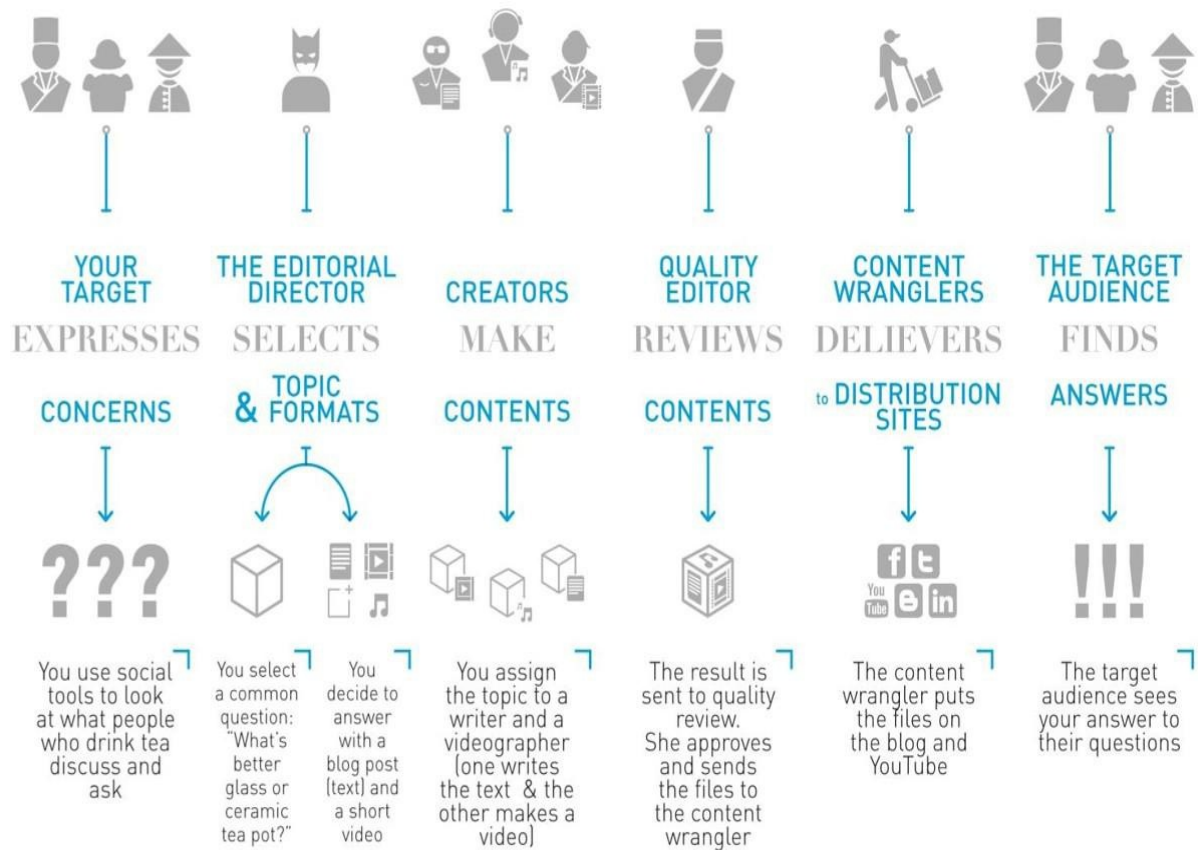 YOUR
TARGET
EXPRESSES
CONCERNS
THE EDITORIAL
DIRECTOR
SELECTS
& TOPIC
FORMATS
CREATORS
MAKE
CONTENTS
QUALITY
EDITOR
REVIEWS
CONTENTS
CONTENT
WRANGLERS
DELIEVERS
to DISTRIBUTION
SITES
THE TARGET
AUDIENCE
FINDS
ANSWERS
???
f t
You
Tube B in
!!!
You use social
tools to look
at what people
who drink tea
discuss and
ask
You select
a common
question:
"What's
better
glass or
ceramic
tea pot?"
You
decide to
answer
with a
blog post
(text) and
a short
video
You assign
the topic to a
writer and a
videographer
(one writes
the text & the
other makes a
video)
The result is
sent to quality
review.
She approves
and sends
the files to
the content
wrangler
The content
wrangler puts
the files on
the blog and
YouTube
The target
audience sees
your answer to
their questions